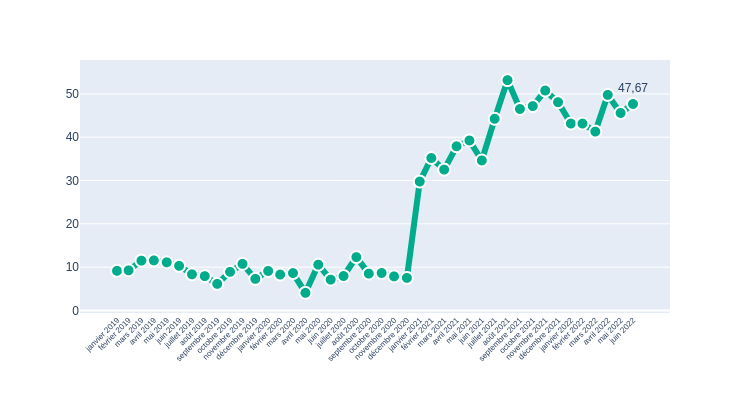 47,67
50
40
30
20
10
0
janvier 2019
février 2019
mars 2019
avril 2019
mai 2019
juin 2019
juillet 2019
août 2019
septembre 2019
octobre 2019
novembre 2019
décembre 2019
janvier 2020
février 2020
mars 2020
avril 2020
mai 2020
juin 2020
juillet 2020
août 2020
septembre 2020
octobre 2020
novembre 2020
décembre 2020
janvier 2021
février 2021
mars 2021
avril 2021
mai 2021
juin 2021
juillet 2021
août 2021
septembre 2021
octobre 2021
novembre 2021
décembre 2021
janvier 2022
février 2022
mars 2022
avril 2022
mai 2022
juin 2022